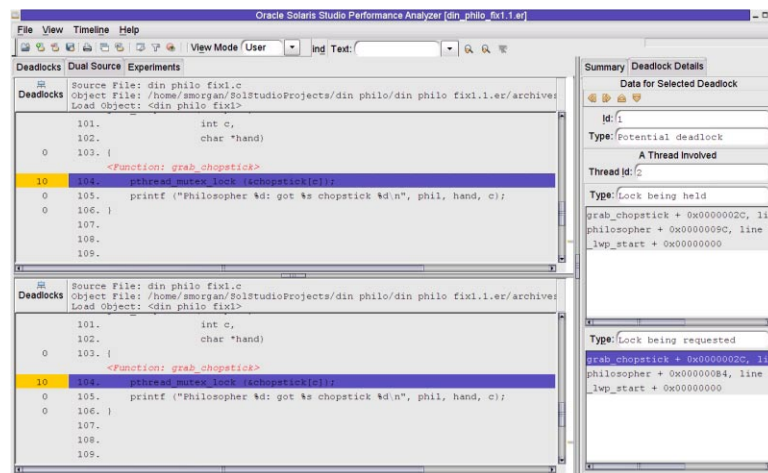 Oracle Solaris Studio Performance Analyzer [din_philo_fix1.1.er]
File View Timeline Help
View Mode User ind Text:
Deadlocks Dual Source Experiments
Summary Deadlock Details
Deadlocks
Source File: din philo fix1.c
Object File: /home/smorgan/SolStudioProjects/din philo/din philo fix1.1.er/archives
Load Object: <din philo fix1>
101. int c,
102. char *hand)
0 103. {
<Function: grab_chopstick>
10 104. pthread_mutex_lock (&chopstick[c]);
0 105. printf ("Philosopher %d: got %s chopstick %d\n", phil, hand, c);
0 106. }
107.
108.
109.
Deadlocks
Source File: din philo fix1.c
Object File: /home/smorgan/SolStudioProjects/din philo/din philo fix1.1.er/archives
Load Object: <din philo fix1>
101. int c,
102. char *hand)
0 103. {
<Function: grab_chopstick>
10 104. pthread_mutex_lock (&chopstick[c]);
0 105. printf ("Philosopher %d: got %s chopstick %d\n", phil, hand, c);
0 106. }
107.
108.
109.
Data for Selected Deadlock
Id: 1
Type: Potential deadlock
A Thread Involved
Thread Id: 2
Type: Lock being held
grab_chopstick + 0x0000002C, li
philosopher + 0x0000009C, line
_lwp_start + 0x00000000
Type: Lock being requested
grab_chopstick + 0x0000002C, li
philosopher + 0x000000B4, line
_lwp_start + 0x00000000